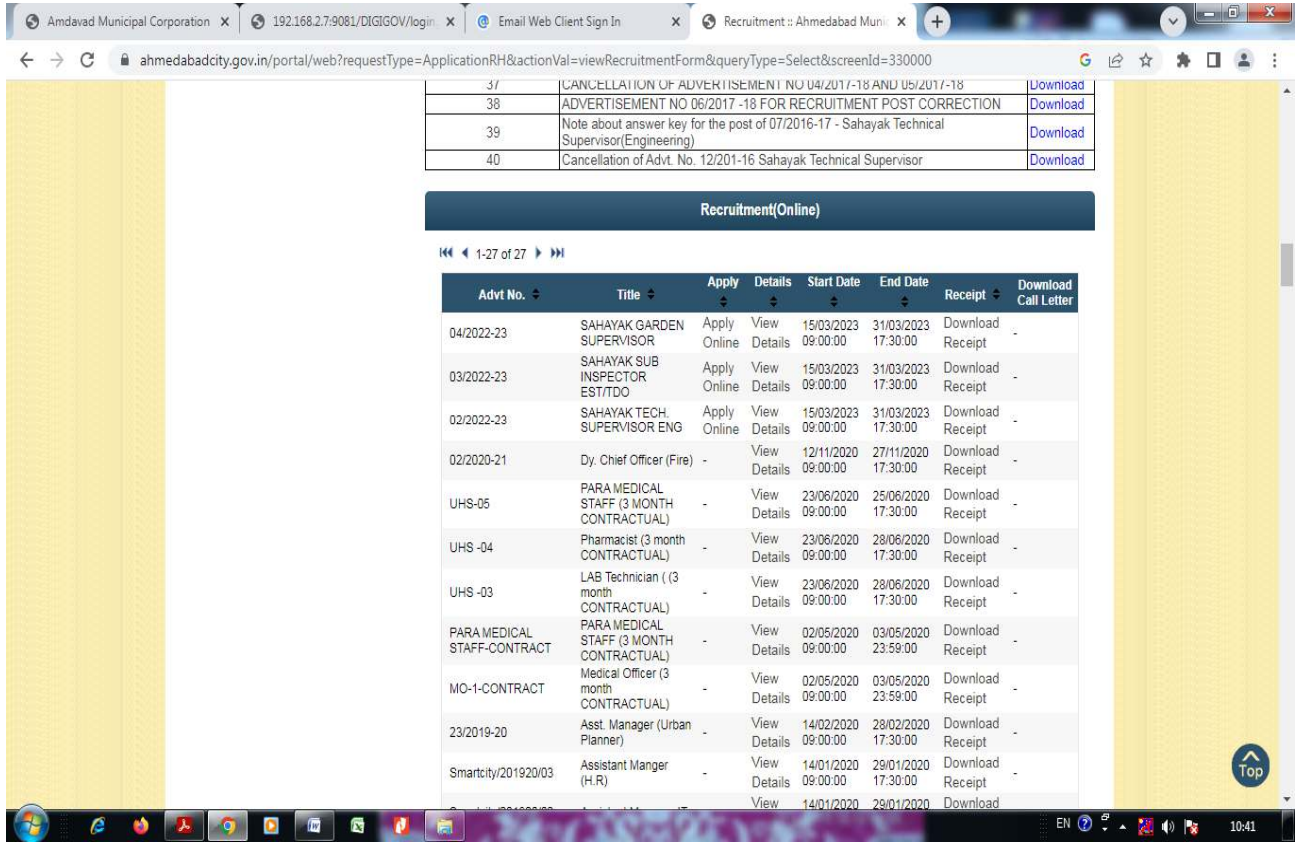 Amdavad Municipal Corporation
192.168.2.7:9081/DIGIGOV/login
Email Web Client Sign In
Recruitment :: Ahmedabad Munic
ahmedabadcity.gov.in/portal/web?requestType=ApplicationRH&actionVal=viewRecruitmentForm&queryType=Select&screenId=330000
37 CANCELLATION OF ADVERTISEMENT NO 04/2017-18 AND 05/2017-18 Download
38 ADVERTISEMENT NO 06/2017 -18 FOR RECRUITMENT POST CORRECTION Download
39 Note about answer key for the post of 07/2016-17 - Sahayak Technical
Supervisor(Engineering) Download
40 Cancellation of Advt. No. 12/201-16 Sahayak Technical Supervisor Download
Recruitment(Online)
1-27 of 27
Advt No. Title Apply Details Start Date End Date Receipt Download
Call Letter
04/2022-23 SAHAYAK GARDEN Apply View 15/03/2023 31/03/2023 Download -
SUPERVISOR Online Details 09:00:00 17:30:00 Receipt
SAHAYAK SUB
03/2022-23 INSPECTOR Apply View 15/03/2023 31/03/2023 Download -
EST/TDO Online Details 09:00:00 17:30:00 Receipt
02/2022-23 SAHAYAK TECH. Apply View 15/03/2023 31/03/2023 Download -
SUPERVISOR ENG Online Details 09:00:00 17:30:00 Receipt
02/2020-21 Dy. Chief Officer (Fire) - View 12/11/2020 27/11/2020 Download -
Details 09:00:00 17:30:00 Receipt
PARA MEDICAL
UHS-05 STAFF (3 MONTH - View 23/06/2020 25/06/2020 Download -
CONTRACTUAL) Details 09:00:00 17:30:00 Receipt
UHS -04 Pharmacist (3 month - View 23/06/2020 28/06/2020 Download -
CONTRACTUAL) Details 09:00:00 17:30:00 Receipt
LAB Technician ( (3
UHS -03 month - View 23/06/2020 28/06/2020 Download -
CONTRACTUAL) Details 09:00:00 17:30:00 Receipt
PARA MEDICAL
PARA MEDICAL STAFF (3 MONTH - View 02/05/2020 03/05/2020 Download -
STAFF-CONTRACT CONTRACTUAL) Details 09:00:00 23:59:00 Receipt
Medical Officer (3
MO-1-CONTRACT month - View 02/05/2020 03/05/2020 Download -
CONTRACTUAL) Details 09:00:00 23:59:00 Receipt
23/2019-20 Asst. Manager (Urban - View 14/02/2020 28/02/2020 Download -
Planner) Details 09:00:00 17:30:00 Receipt
Smartcity/201920/03 Assistant Manger - View 14/01/2020 29/01/2020 Download -
(H.R) Details 09:00:00 17:30:00 Receipt
View 14/01/2020 29/01/2020 Download
Top
EN 10:41